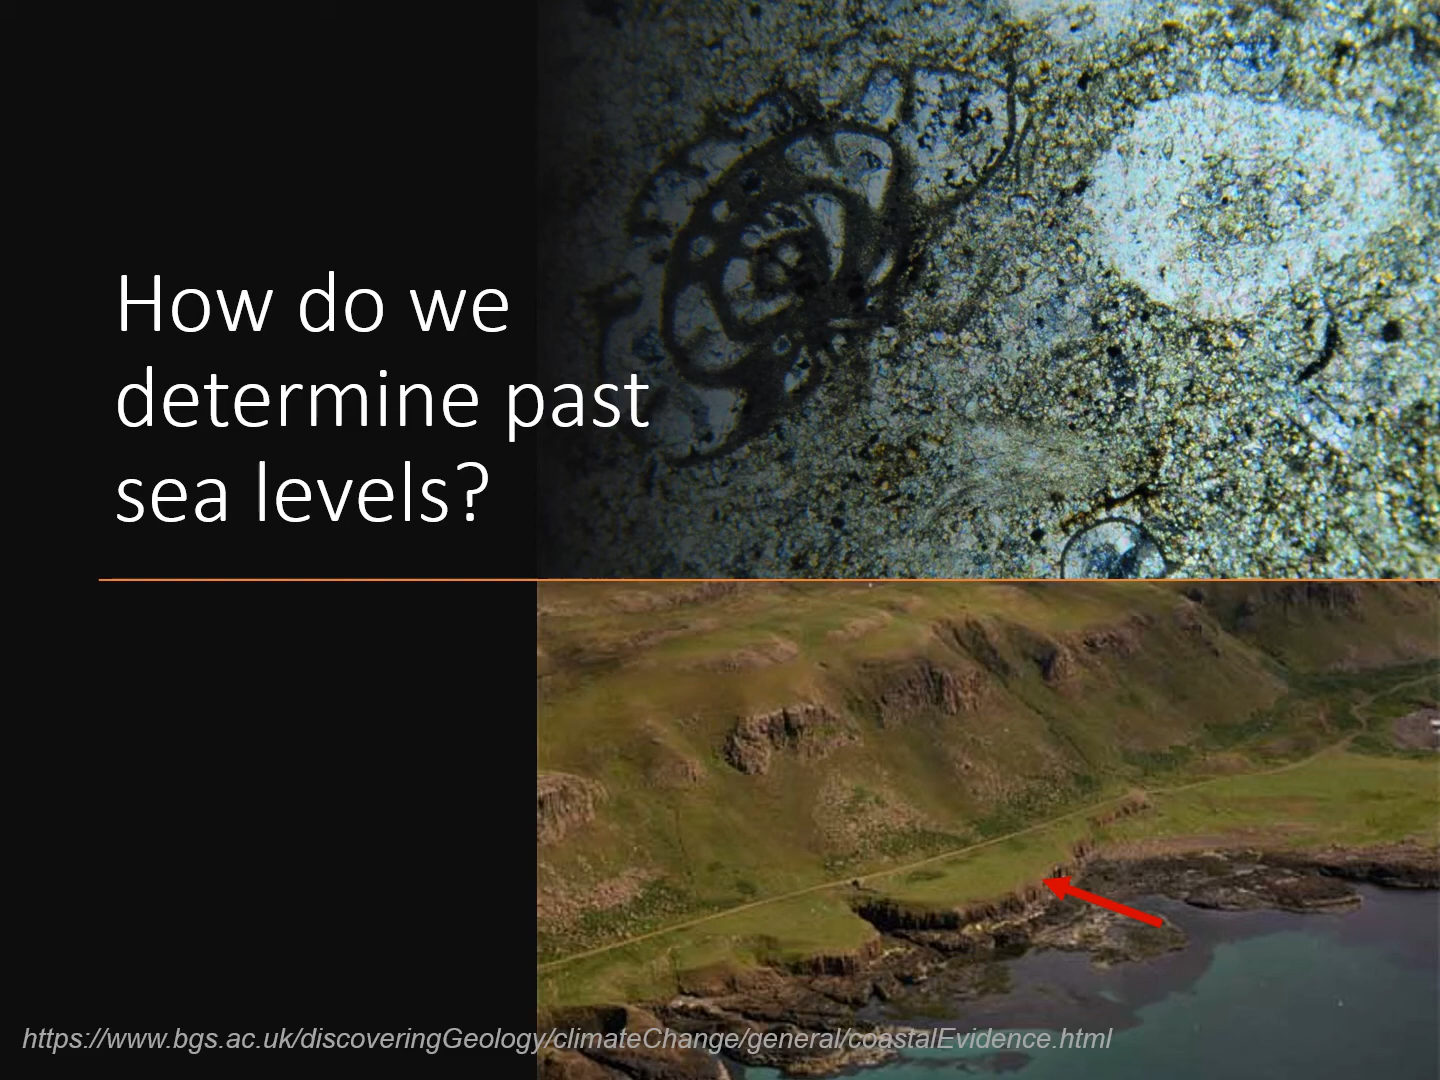 How do we
determine past
sea levels?
https://www.bgs.ac.uk/discoveringGeology/climateChange/general/coastalEvidence.html